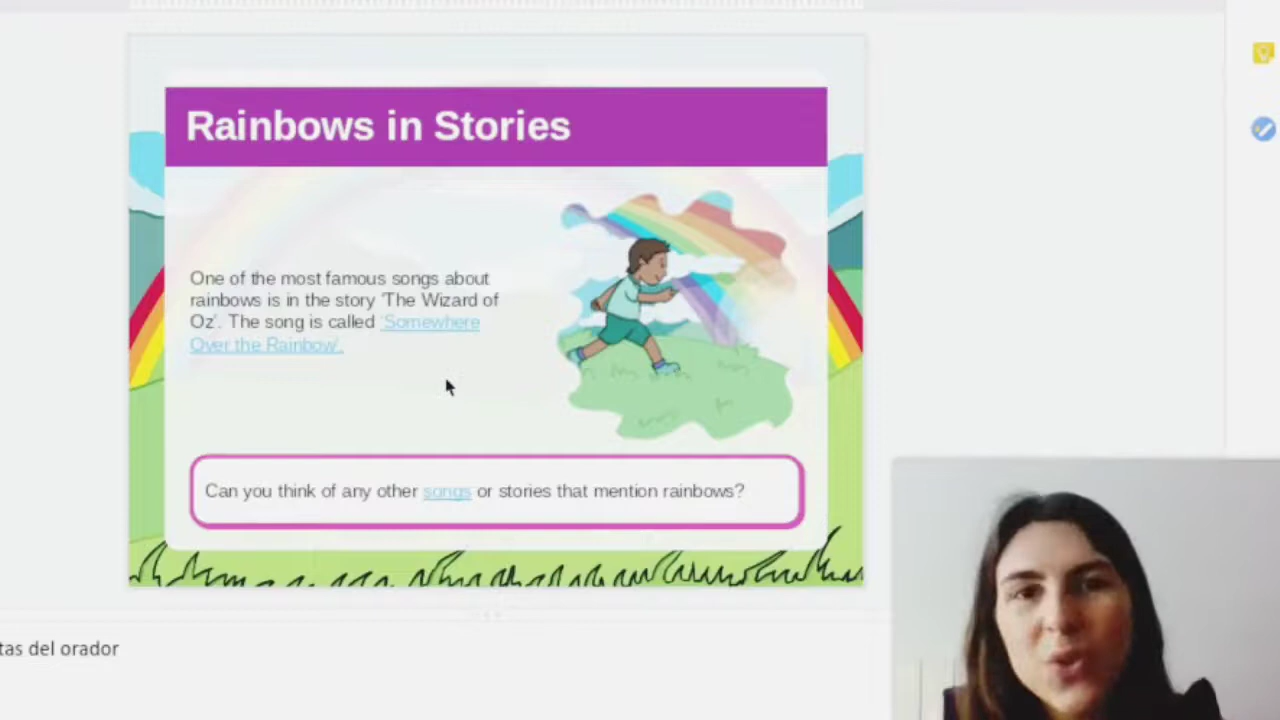 Rainbows in Stories
One of the most famous songs about
rainbows is in the story 'The Wizard of
Oz'. The song is called 'Somewhere
Over the Rainbow'.
Can you think of any other songs or stories that mention rainbows?
tas del orador